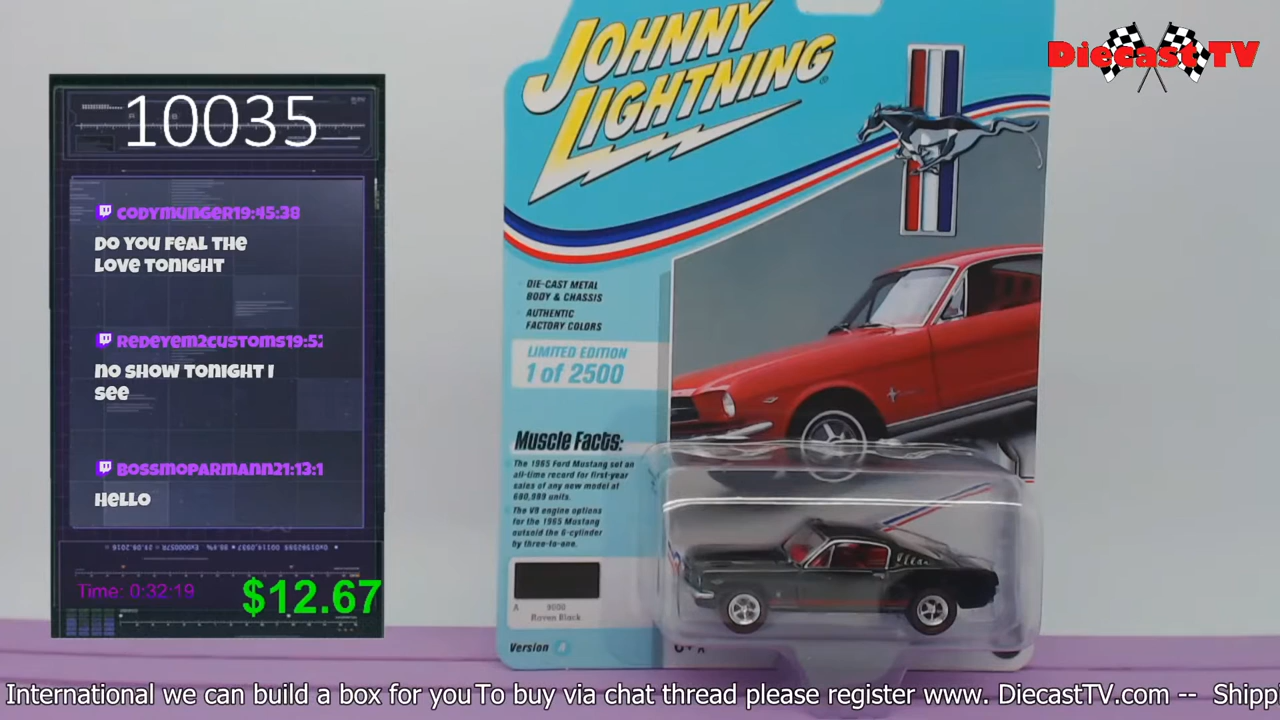 JOHNNY
LIGHTNING
Diecast TV
10035
codymunger19:45:38
Do you feal the
love tonight
Redeyem2customs19:5
no show tonight i
see
Bossmoparmann21:13:1
Hello
Time: 0:32:19
$12.67
DIE-CAST METAL
BODY & CHASSIS
AUTHENTIC
FACTORY COLORS
LIMITED EDITION
1 of 2500
Muscle Facts:
The 1965 Ford Mustang set an
all-time record for first-year
sales of any new model at
680,989 units.
The V8 engine options
for the 1965 Mustang
outsold the 6-cylinder
by three-to-one.
A
Raven Black
Version A
International we can build a box for you To buy via chat thread please register www. DiecastTV.com -- Shippi